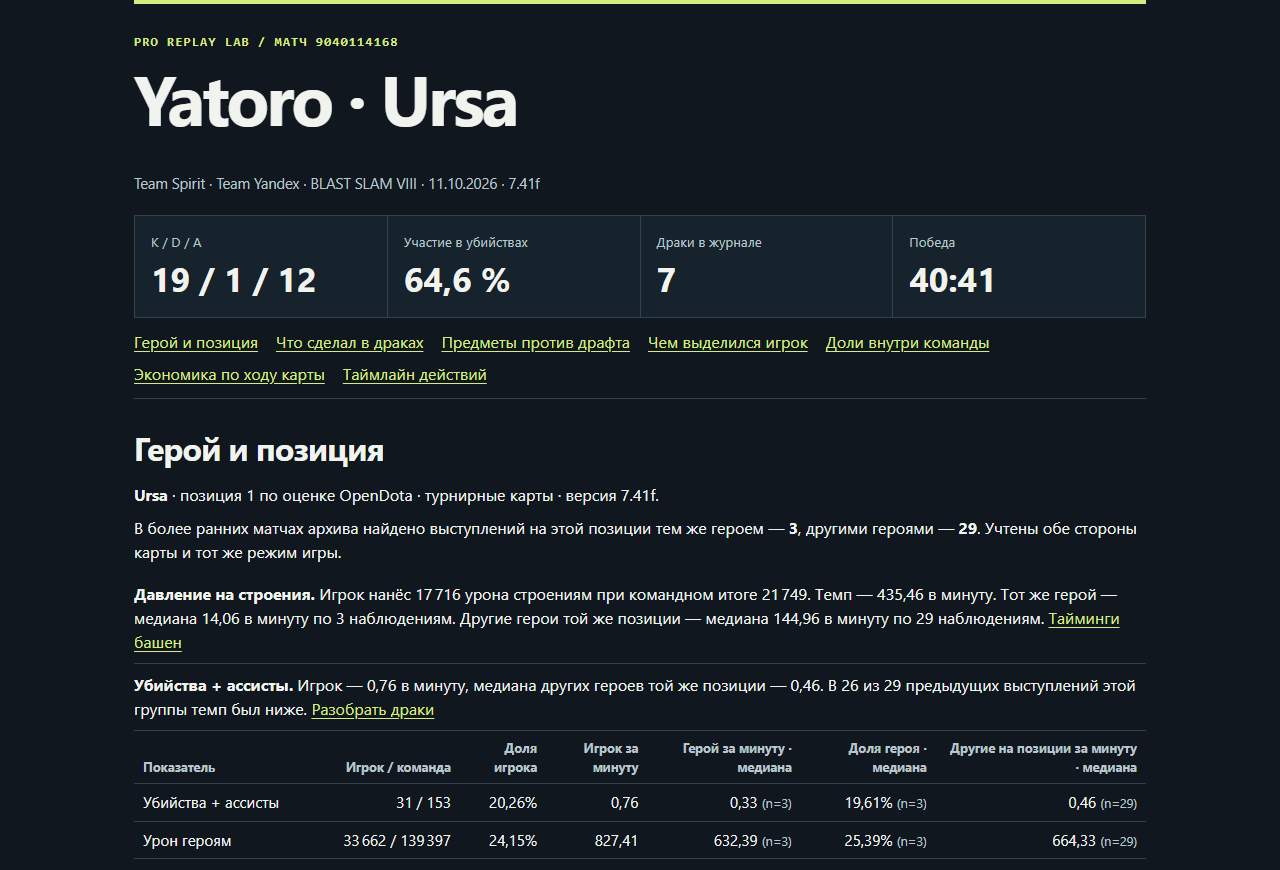 PRO REPLAY LAB / МАТЧ 9040114168
Yatoro · Ursa
Team Spirit · Team Yandex · BLAST SLAM VIII · 11.10.2026 · 7.41f
K / D / A
19 / 1 / 12
Участие в убийствах
64,6 %
Драки в журнале
7
Победа
40:41
Герой и позиция Что сделал в драках Предметы против драфта Чем выделился игрок Доли внутри команды
Экономика по ходу карты Таймлайн действий
Герой и позиция
Ursa · позиция 1 по оценке OpenDota · турнирные карты · версия 7.41f.
В более ранних матчах архива найдено выступлений на этой позиции тем же героем — 3, другими героями — 29. Учтены обе стороны
карты и тот же режим игры.
Давление на строения. Игрок нанёс 17 716 урона строениям при командном итоге 21 749. Темп — 435,46 в минуту. Тот же герой —
медиана 14,06 в минуту по 3 наблюдениям. Другие герои той же позиции — медиана 144,96 в минуту по 29 наблюдениям. Тайминги
башен
Убийства + ассисты. Игрок — 0,76 в минуту, медиана других героев той же позиции — 0,46. В 26 из 29 предыдущих выступлений этой
группы темп был ниже. Разобрать драки
Показатель Игрок / команда Доля игрока Игрок за минуту Герой за минуту · медиана Доля героя · медиана Другие на позиции за минуту · медиана
Убийства + ассисты 31 / 153 20,26% 0,76 0,33 (n=3) 19,61% (n=3) 0,46 (n=29)
Урон героям 33 662 / 139 397 24,15% 827,41 632,39 (n=3) 25,39% (n=3) 664,33 (n=29)